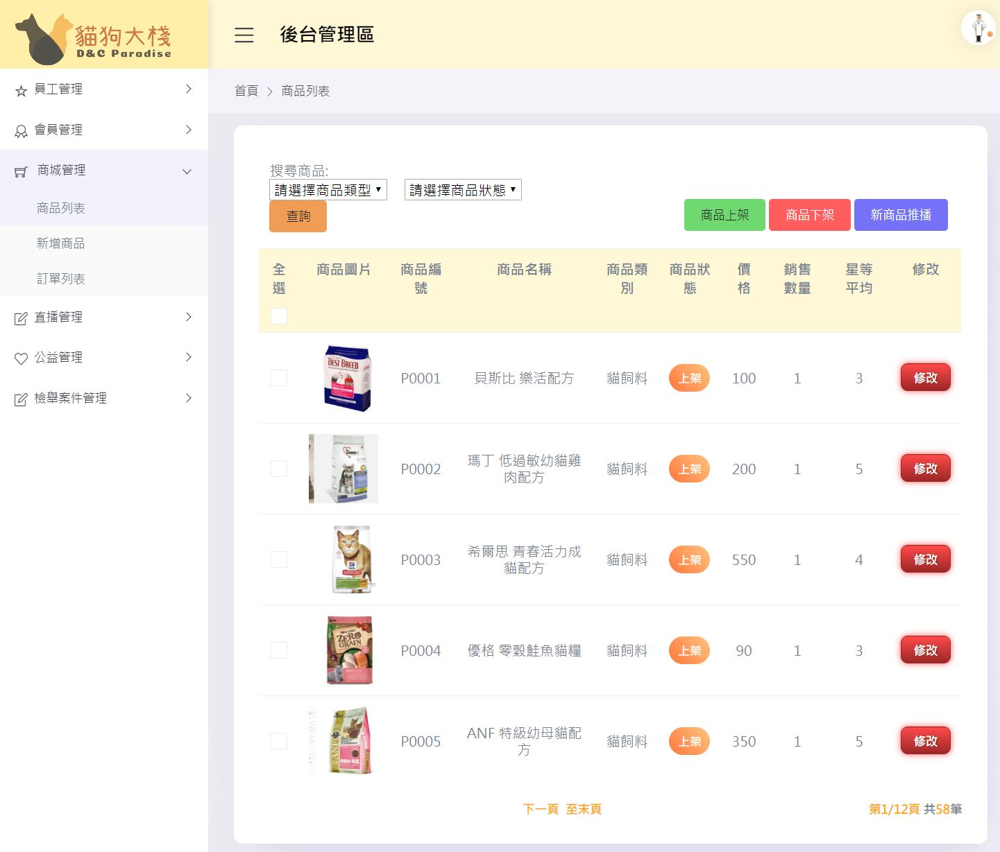 貓狗大棧
D&C Paradise
後台管理區
首頁 > 商品列表
員工管理
會員管理
商城管理
商品列表
新增商品
訂單列表
直播管理
公益管理
檢舉案件管理
搜尋商品:
請選擇商品類型 請選擇商品狀態
查詢
商品上架 商品下架 新商品推播
全選 商品圖片 商品編號 商品名稱 商品類別 商品狀態 價格 銷售數量 星等平均 修改
BEST BREED
P0001 貝斯比 樂活配方 貓飼料 上架 100 1 3 修改
P0002 瑪丁 低過敏幼貓雞肉配方 貓飼料 上架 200 1 5 修改
P0003 希爾思 青春活力成貓配方 貓飼料 上架 550 1 4 修改
ZERO
GRAIN
P0004 優格 零穀鮭魚貓糧 貓飼料 上架 90 1 3 修改
ANF
P0005 ANF 特級幼母貓配方 貓飼料 上架 350 1 5 修改
下一頁 至末頁
第1/12頁 共58筆